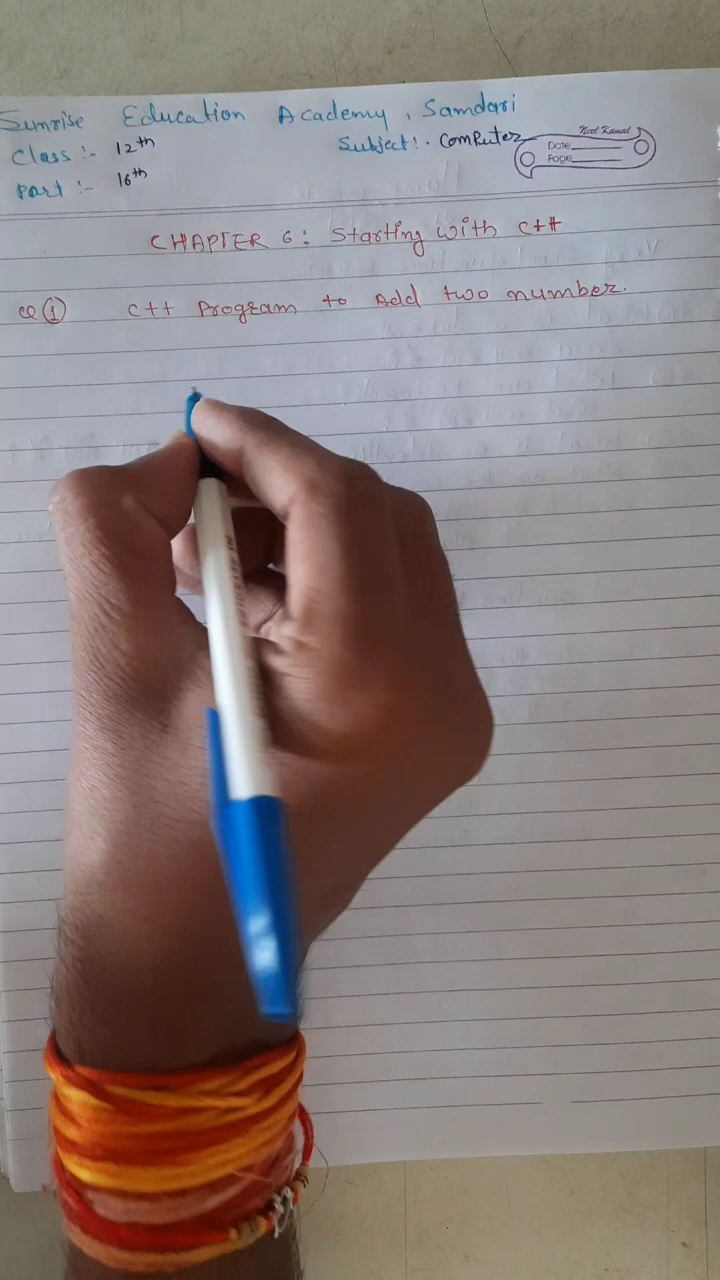 Sunrise Education Academy, Samdari
Class :- 12th Subject :- Computer
Part :- 16th
Neel Kamal
Date
Page
CHAPTER 6: Starting with C++
Q① C++ Program to Add two number.